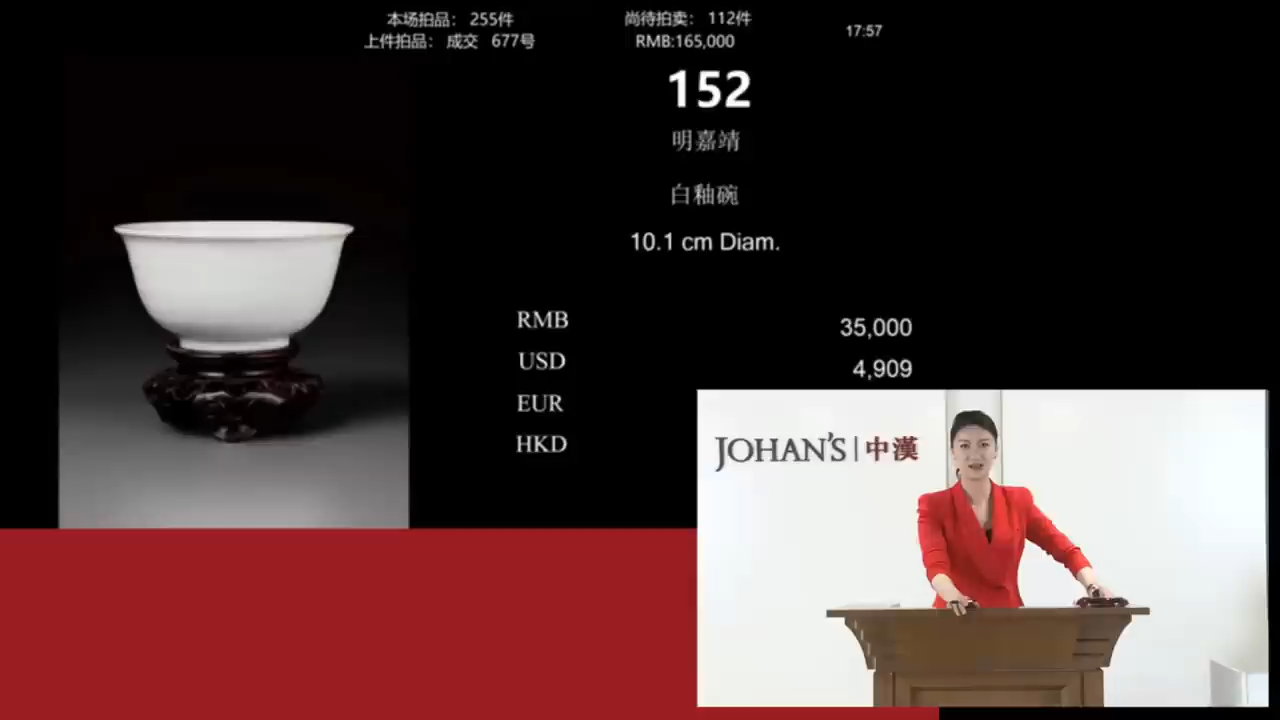 本场拍品： 255件
尚待拍卖： 112件
上件拍品： 成交 677号
RMB:165,000
17:57
152
明嘉靖
白釉碗
10.1 cm Diam.
RMB 35,000
USD 4,909
EUR
HKD
JOHAN'S | 中漢